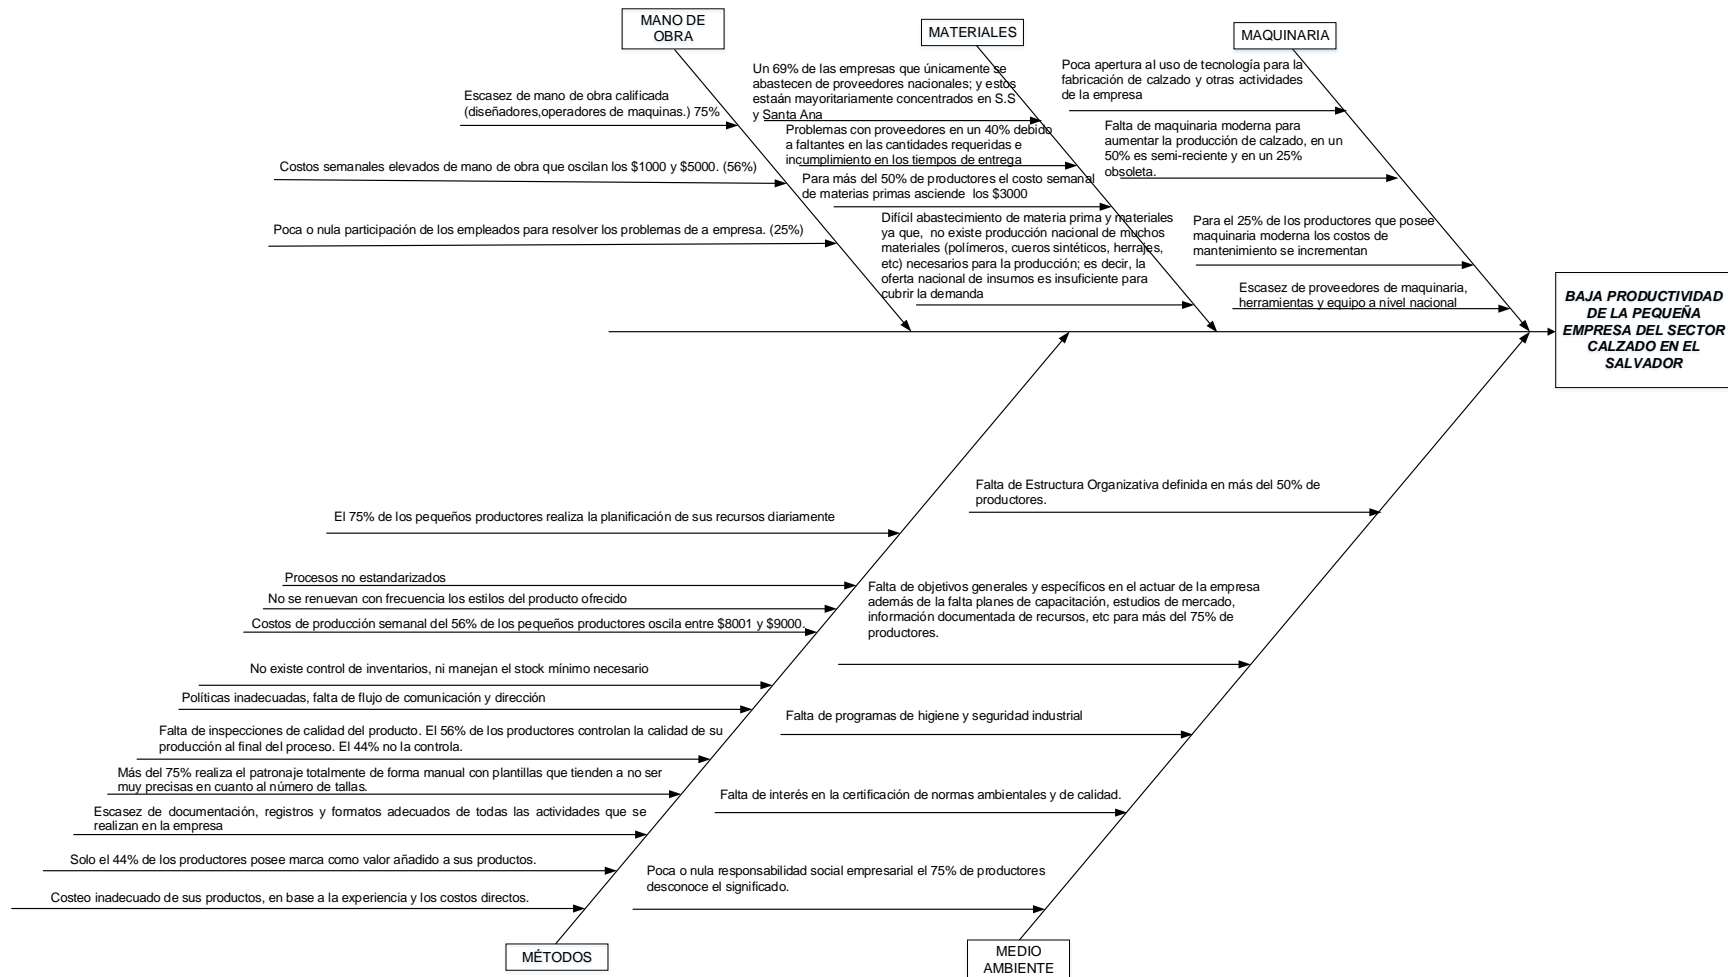 MANO DE
OBRA
Escasez de mano de obra calificada
(diseñadores,operadores de maquinas.) 75%
Costos semanales elevados de mano de obra que oscilan los $1000 y $5000. (56%)
Poca o nula participación de los empleados para resolver los problemas de a empresa. (25%)
MATERIALES
Un 69% de las empresas que únicamente se
abastecen de proveedores nacionales; y estos
estaán mayoritariamente concentrados en S.S
y Santa Ana
Problemas con proveedores en un 40% debido
a faltantes en las cantidades requeridas e
incumplimiento en los tiempos de entrega
Para más del 50% de productores el costo semanal
de materias primas asciende los $3000
Difícil abastecimiento de materia prima y materiales
ya que, no existe producción nacional de muchos
materiales (polímeros, cueros sintéticos, herrajes,
etc) necesarios para la producción; es decir, la
oferta nacional de insumos es insuficiente para
cubrir la demanda
MAQUINARIA
Poca apertura al uso de tecnología para la
fabricación de calzado y otras actividades
de la empresa
Falta de maquinaria moderna para
aumentar la producción de calzado, en un
50% es semi-reciente y en un 25%
obsoleta.
Para el 25% de los productores que posee
maquinaria moderna los costos de
mantenimiento se incrementan
Escasez de proveedores de maquinaria,
herramientas y equipo a nivel nacional
BAJA PRODUCTIVIDAD
DE LA PEQUEÑA
EMPRESA DEL SECTOR
CALZADO EN EL
SALVADOR
El 75% de los pequeños productores realiza la planificación de sus recursos diariamente
Procesos no estandarizados
No se renuevan con frecuencia los estilos del producto ofrecido
Costos de producción semanal del 56% de los pequeños productores oscila entre $8001 y $9000.
No existe control de inventarios, ni manejan el stock mínimo necesario
Políticas inadecuadas, falta de flujo de comunicación y dirección
Falta de inspecciones de calidad del producto. El 56% de los productores controlan la calidad de su
producción al final del proceso. El 44% no la controla.
Más del 75% realiza el patronaje totalmente de forma manual con plantillas que tienden a no ser
muy precisas en cuanto al número de tallas.
Escasez de documentación, registros y formatos adecuados de todas las actividades que se
realizan en la empresa
Solo el 44% de los productores posee marca como valor añadido a sus productos.
Costeo inadecuado de sus productos, en base a la experiencia y los costos directos.
MÉTODOS
Falta de Estructura Organizativa definida en más del 50% de
productores.
Falta de objetivos generales y específicos en el actuar de la empresa
además de la falta planes de capacitación, estudios de mercado,
información documentada de recursos, etc para más del 75% de
productores.
Falta de programas de higiene y seguridad industrial
Falta de interés en la certificación de normas ambientales y de calidad.
Poca o nula responsabilidad social empresarial el 75% de productores
desconoce el significado.
MEDIO
AMBIENTE